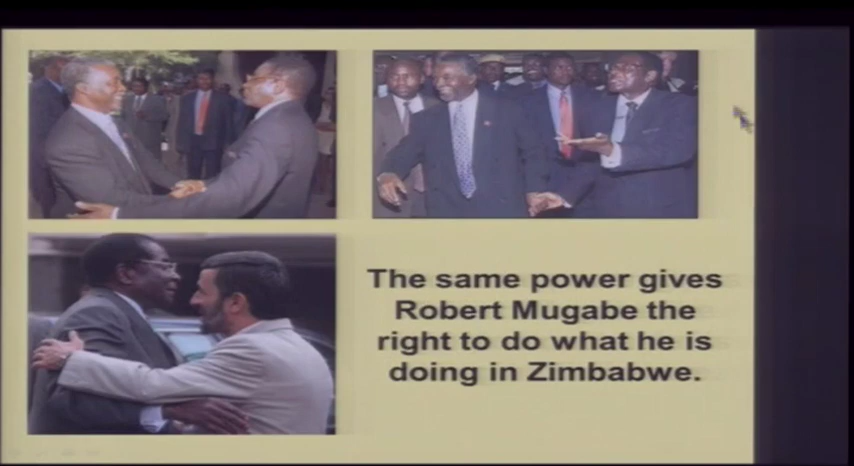 The same power gives
Robert Mugabe the
right to do what he is
doing in Zimbabwe.